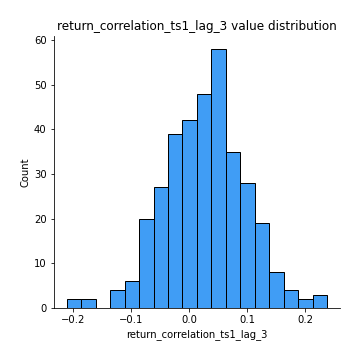 return_correlation_ts1_lag_3 value distribution
60
50
40
30
20
10
0
Count
−0.2 −0.1 0.0 0.1 0.2
return_correlation_ts1_lag_3